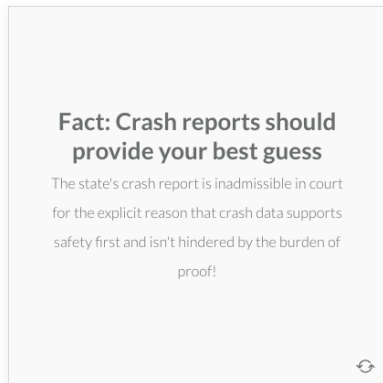 Fact: Crash reports should
provide your best guess
The state's crash report is inadmissible in court
for the explicit reason that crash data supports
safety first and isn't hindered by the burden of
proof!